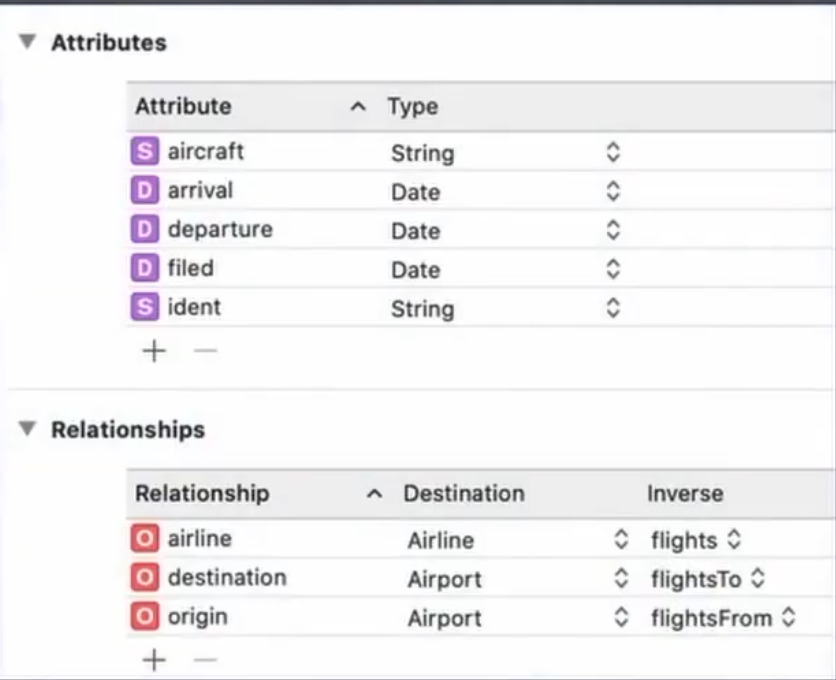 Attributes
Attribute Type
S aircraft String
D arrival Date
D departure Date
D filed Date
S ident String
Relationships
Relationship Destination Inverse
O airline Airline flights
O destination Airport flightsTo
O origin Airport flightsFrom